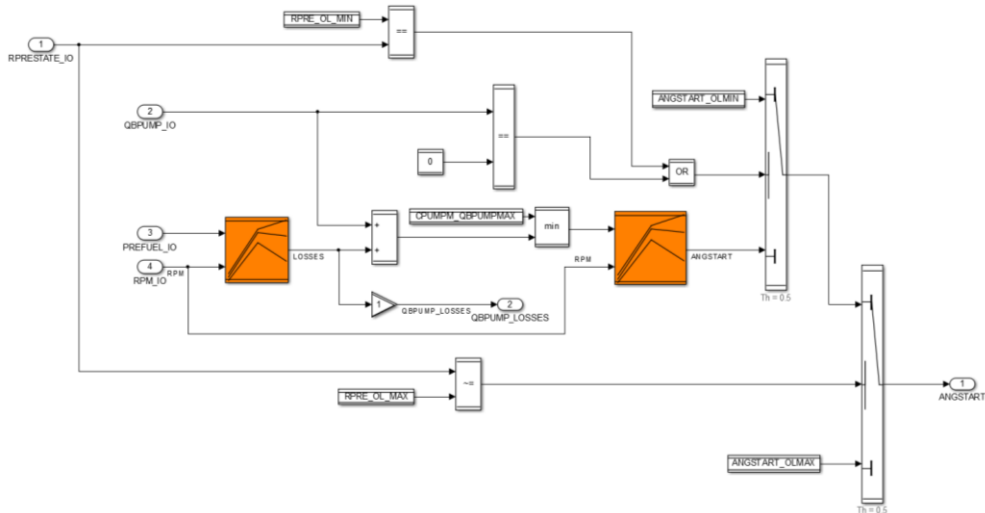 RPRE_OL_MIN
==
1
RPRESTATE_IO
ANGSTART_OLMIN
2
QBPUMP_IO
==
0
OR
CPUMPM_QBPUMPMAX
+
+
min
3
PREFUEL_IO
4
RPM_IO
RPM
LOSSES
RPM
ANGSTART
Th = 0.5
1
QBPUMP_LOSSES
2
QBPUMP_LOSSES
~=
RPRE_OL_MAX
1
ANGSTART
ANGSTART_OLMAX
Th = 0.5